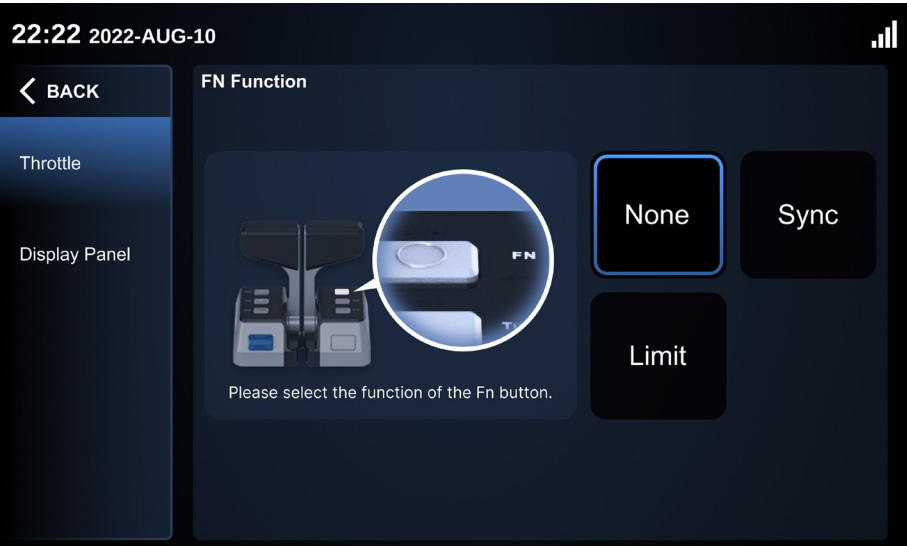 22:22 2022-AUG-10
BACK
FN Function
Throttle
Display Panel
FN
None
Sync
Limit
Please select the function of the Fn button.